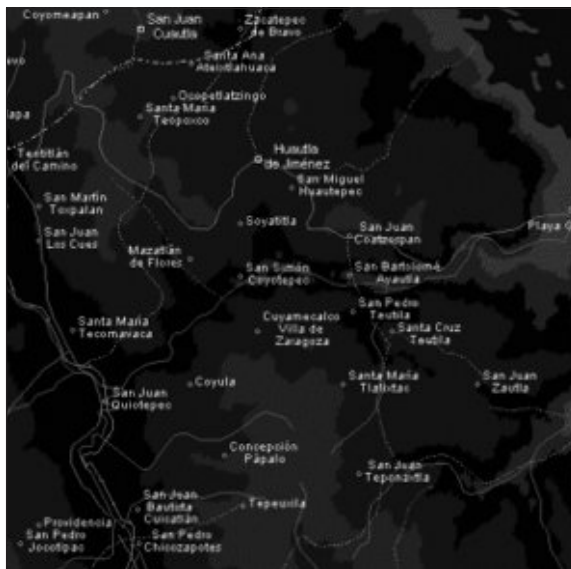 Coyomeapan
San Juan
Cuautla
Zacatepec
de Bravo
Santa Ana
Ateixtlahuaca
Ocopetlatzingo
Santa María
Teopoxco
Teotitlán
del Camino
Huautla
de Jiménez
San Miguel
Huautepec
San Martín
Toxpalan
San Juan
Los Cues
Soyatitla
San Juan
Coatzospan
Playa
Mazatlán
de Flores
San Simón
Coyotepec
San Bartolomé
Ayautla
San Pedro
Teutila
Cuyamecalco
Villa de
Zaragoza
Santa Cruz
Teutila
Santa María
Tecomavaca
Coyula
Santa María
Tlalixtac
San Juan
Zautla
San Juan
Quiotepec
Concepción
Pápalo
San Juan
Teponaxtla
San Juan
Bautista
Cuicatlán
Tepeuxila
Providencia
San Pedro
Jocotipac
San Pedro
Chicozapotes